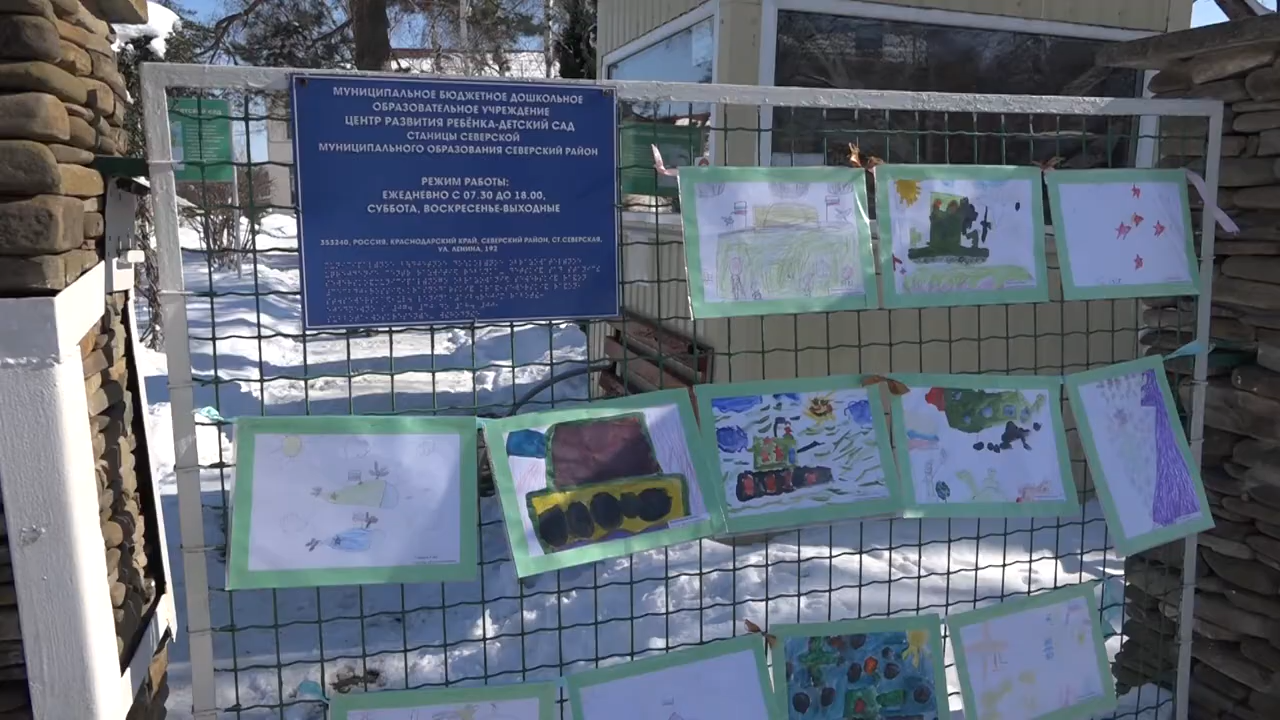 МУНИЦИПАЛЬНОЕ БЮДЖЕТНОЕ ДОШКОЛЬНОЕ
ОБРАЗОВАТЕЛЬНОЕ УЧРЕЖДЕНИЕ
ЦЕНТР РАЗВИТИЯ РЕБЁНКА-ДЕТСКИЙ САД
СТАНИЦЫ СЕВЕРСКОЙ
МУНИЦИПАЛЬНОГО ОБРАЗОВАНИЯ СЕВЕРСКИЙ РАЙОН
РЕЖИМ РАБОТЫ:
ЕЖЕДНЕВНО С 07.30 ДО 18.00,
СУББОТА, ВОСКРЕСЕНЬЕ-ВЫХОДНЫЕ
353240, РОССИЯ, КРАСНОДАРСКИЙ КРАЙ, СЕВЕРСКИЙ РАЙОН, СТ.СЕВЕРСКАЯ,
УЛ. ЛЕНИНА, 192